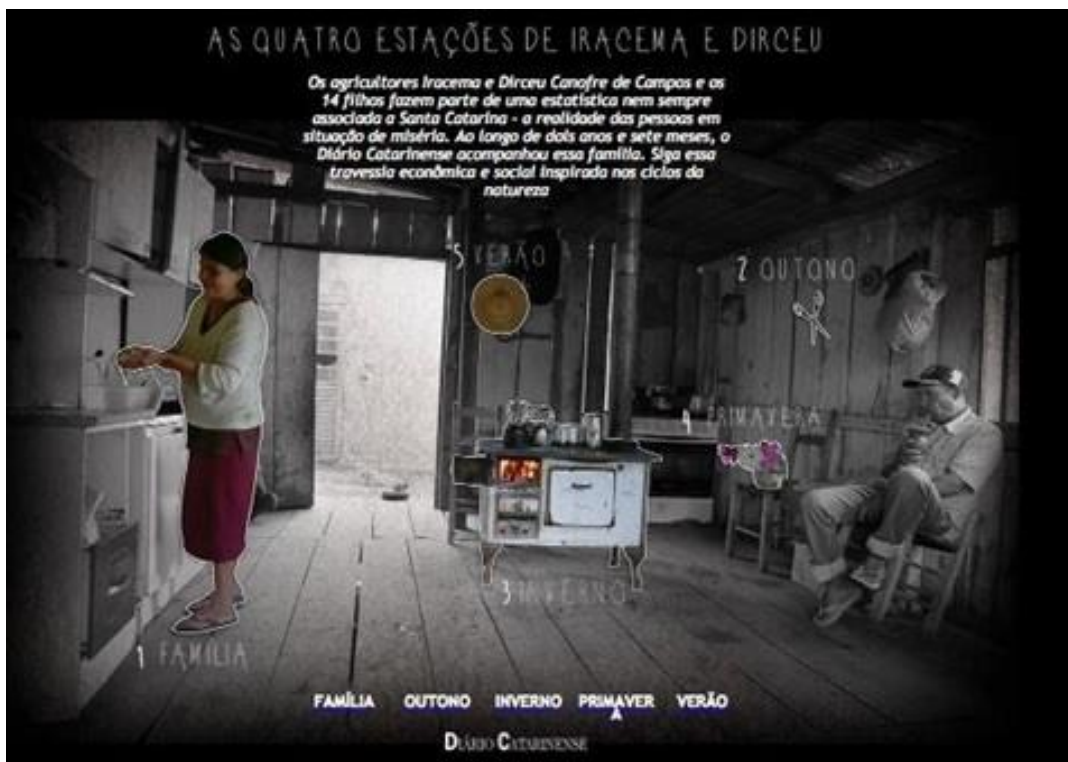 AS QUATRO ESTAÇÕES DE IRACEMA E DIRCEU
Os agricultores Iracema e Dirceu Canofre de Campos e os
14 filhos fazem parte de uma estatística nem sempre
associada a Santa Catarina - a realidade das pessoas em
situação de miséria. Ao longo de dois anos e sete meses, o
Diário Catarinense acompanhou essa família. Siga essa
travessia econômica e social inspirada nos ciclos da
natureza
5 VERÃO
2 OUTONO
4 PRIMAVERA
3 INVERNO
1 FAMILIA
FAMÍLIA OUTONO INVERNO PRIMAVER VERÃO
A
DIÁRIO CATARINENSE